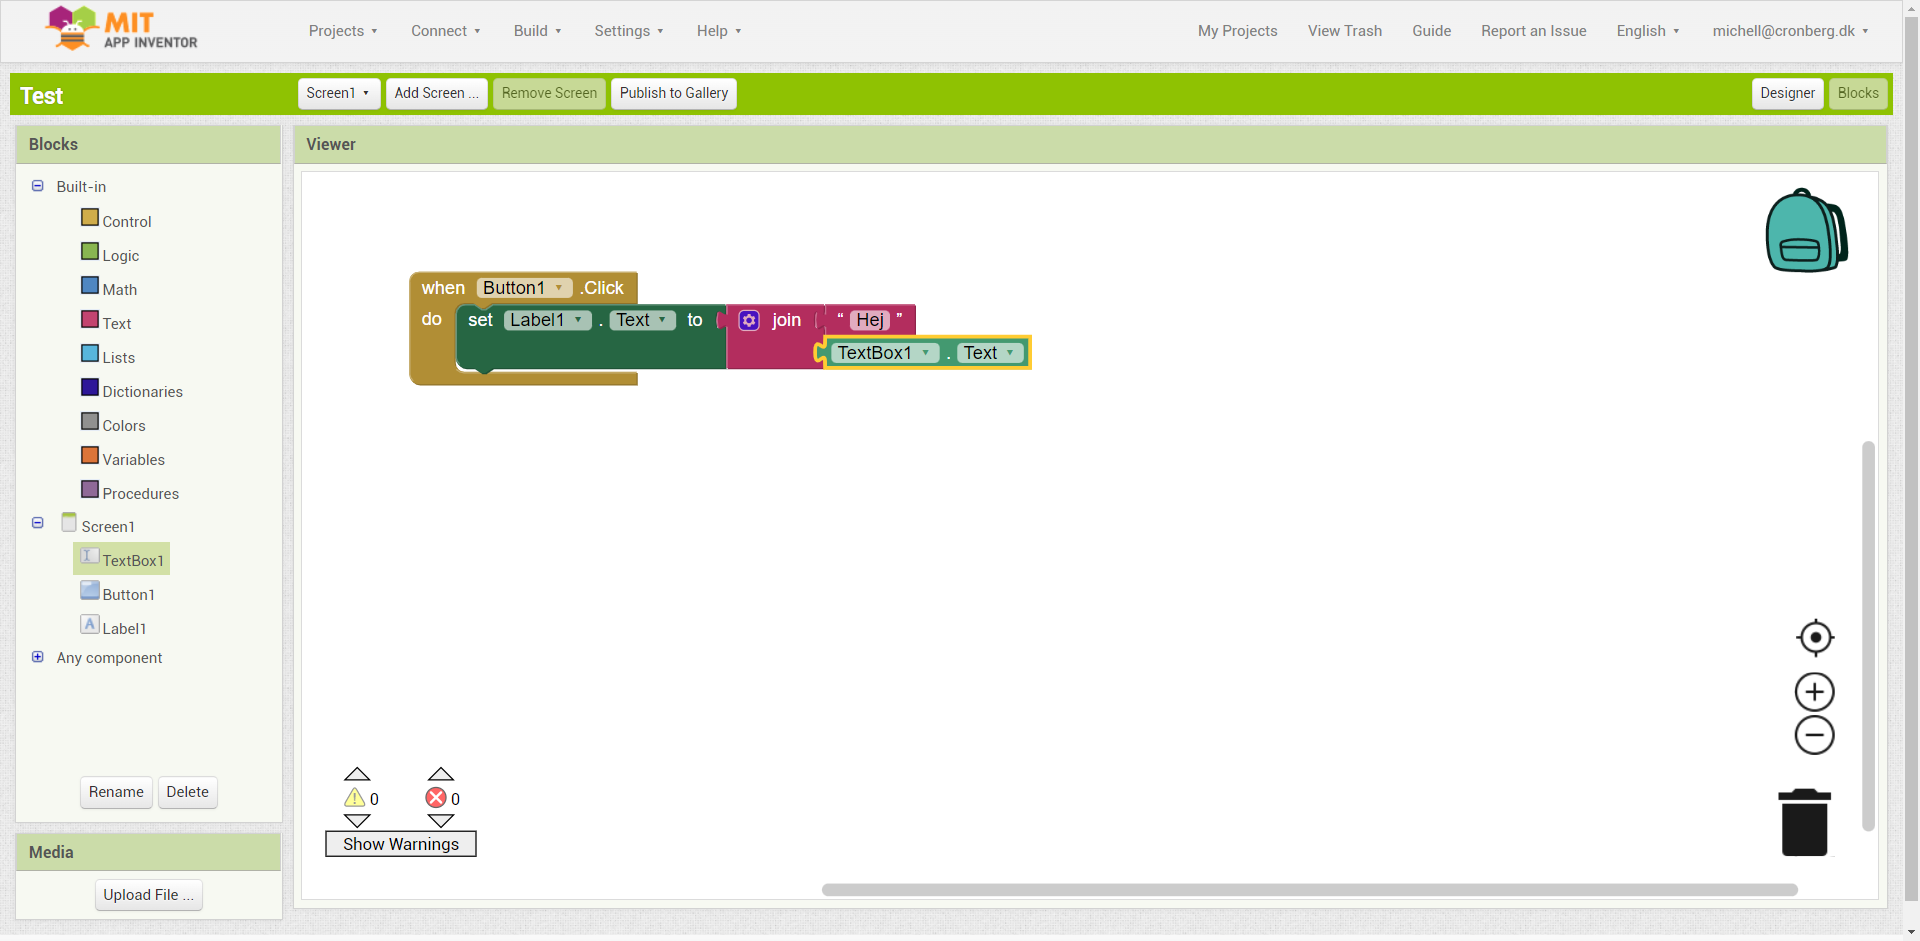 MIT
APP INVENTOR
Projects Connect Build Settings Help My Projects View Trash Guide Report an Issue English michell@cronberg.dk
Test Screen1 Add Screen ... Remove Screen Publish to Gallery Designer Blocks
Blocks
Built-in
Control
Logic
Math
Text
Lists
Dictionaries
Colors
Variables
Procedures
Screen1
TextBox1
Button1
Label1
Any component
Rename Delete
Media
Upload File ...
Viewer
when Button1 .Click
do set Label1 . Text to join “ Hej ”
TextBox1 . Text
0 0
Show Warnings